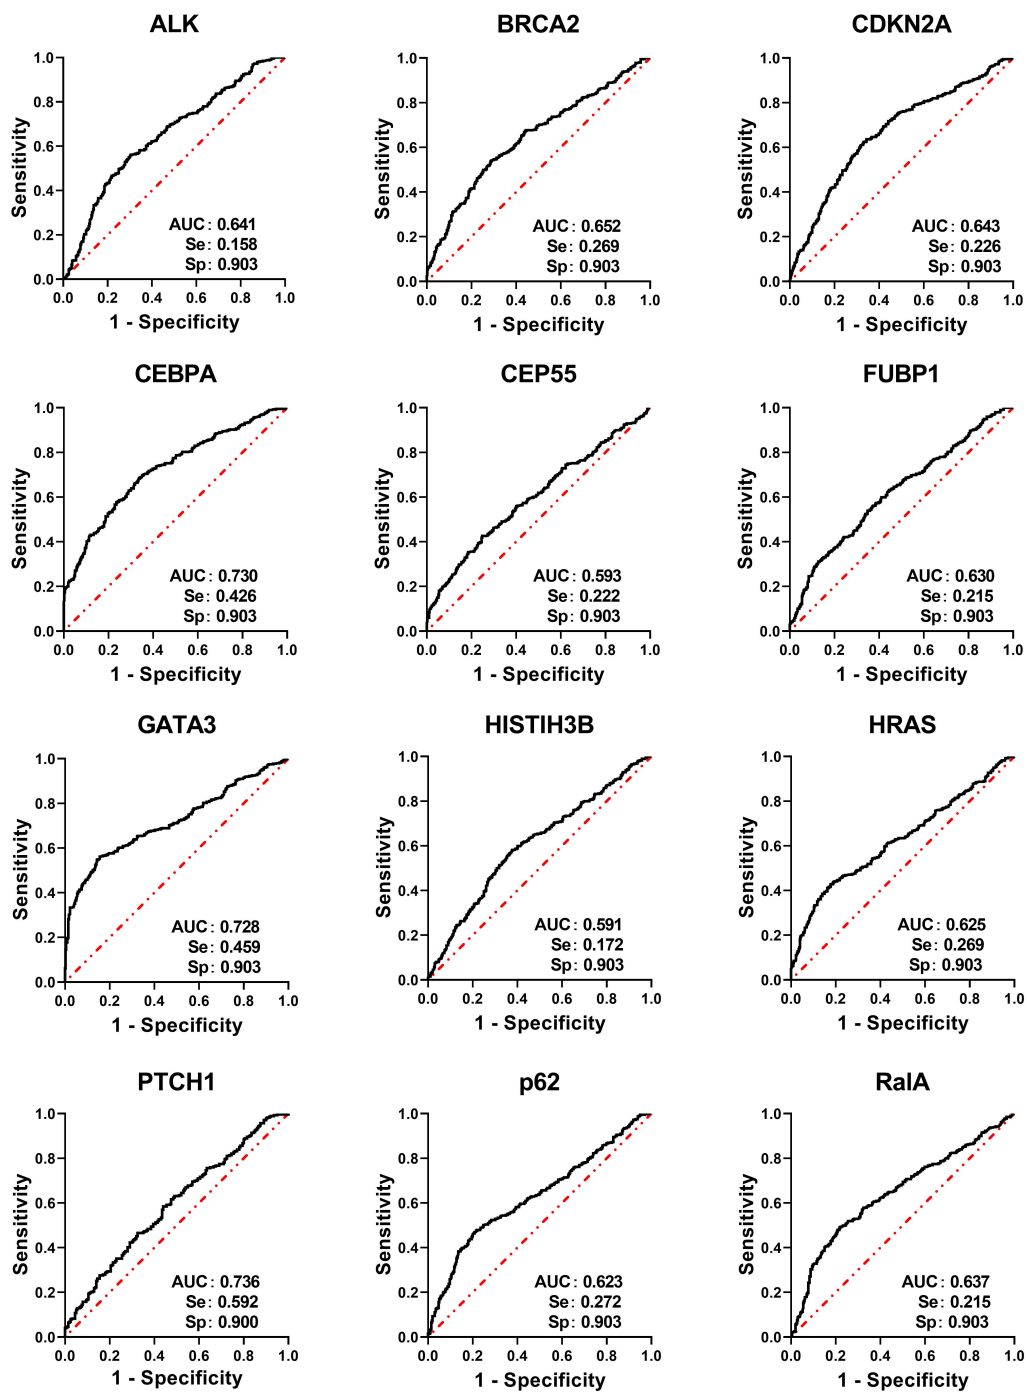 ALK
BRCA2
CDKN2A
1.0
0.8
0.6
0.4
0.2
0.0
Sensitivity
AUC: 0.641
Se: 0.158
Sp: 0.903
0.0 0.2 0.4 0.6 0.8 1.0
1 - Specificity
1.0
0.8
0.6
0.4
0.2
0.0
Sensitivity
AUC: 0.652
Se: 0.269
Sp: 0.903
0.0 0.2 0.4 0.6 0.8 1.0
1 - Specificity
1.0
0.8
0.6
0.4
0.2
0.0
Sensitivity
AUC: 0.643
Se: 0.226
Sp: 0.903
0.0 0.2 0.4 0.6 0.8 1.0
1 - Specificity
CEBPA
CEP55
FUBP1
1.0
0.8
0.6
0.4
0.2
0.0
Sensitivity
AUC: 0.730
Se: 0.426
Sp: 0.903
0.0 0.2 0.4 0.6 0.8 1.0
1 - Specificity
1.0
0.8
0.6
0.4
0.2
0.0
Sensitivity
AUC: 0.593
Se: 0.222
Sp: 0.903
0.0 0.2 0.4 0.6 0.8 1.0
1 - Specificity
1.0
0.8
0.6
0.4
0.2
0.0
Sensitivity
AUC: 0.630
Se: 0.215
Sp: 0.903
0.0 0.2 0.4 0.6 0.8 1.0
1 - Specificity
GATA3
HISTIH3B
HRAS
1.0
0.8
0.6
0.4
0.2
0.0
Sensitivity
AUC: 0.728
Se: 0.459
Sp: 0.903
0.0 0.2 0.4 0.6 0.8 1.0
1 - Specificity
1.0
0.8
0.6
0.4
0.2
0.0
Sensitivity
AUC: 0.591
Se: 0.172
Sp: 0.903
0.0 0.2 0.4 0.6 0.8 1.0
1 - Specificity
1.0
0.8
0.6
0.4
0.2
0.0
Sensitivity
AUC: 0.625
Se: 0.269
Sp: 0.903
0.0 0.2 0.4 0.6 0.8 1.0
1 - Specificity
PTCH1
p62
RalA
1.0
0.8
0.6
0.4
0.2
0.0
Sensitivity
AUC: 0.736
Se: 0.592
Sp: 0.900
0.0 0.2 0.4 0.6 0.8 1.0
1 - Specificity
1.0
0.8
0.6
0.4
0.2
0.0
Sensitivity
AUC: 0.623
Se: 0.272
Sp: 0.903
0.0 0.2 0.4 0.6 0.8 1.0
1 - Specificity
1.0
0.8
0.6
0.4
0.2
0.0
Sensitivity
AUC: 0.637
Se: 0.215
Sp: 0.903
0.0 0.2 0.4 0.6 0.8 1.0
1 - Specificity